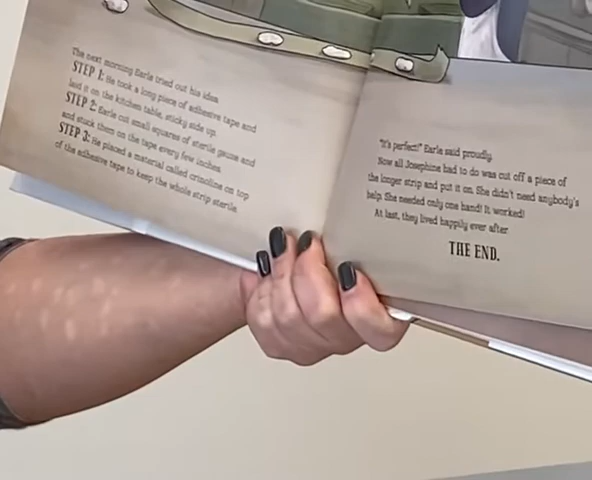 The next morning Earle tried out his idea.
STEP 1: He took a long piece of adhesive tape and
laid it on the kitchen table, sticky side up.
STEP 2: Earle cut small squares of sterile gauze and
and stuck them on the tape every few inches.
STEP 3: He placed a material called crinoline on top
of the adhesive tape to keep the whole strip sterile.
"It's perfect!" Earle said proudly.
Now all Josephine had to do was cut off a piece of
the longer strip and put it on. She didn't need anybody's
help. She needed only one hand! It worked!
At last, they lived happily ever after.
THE END.